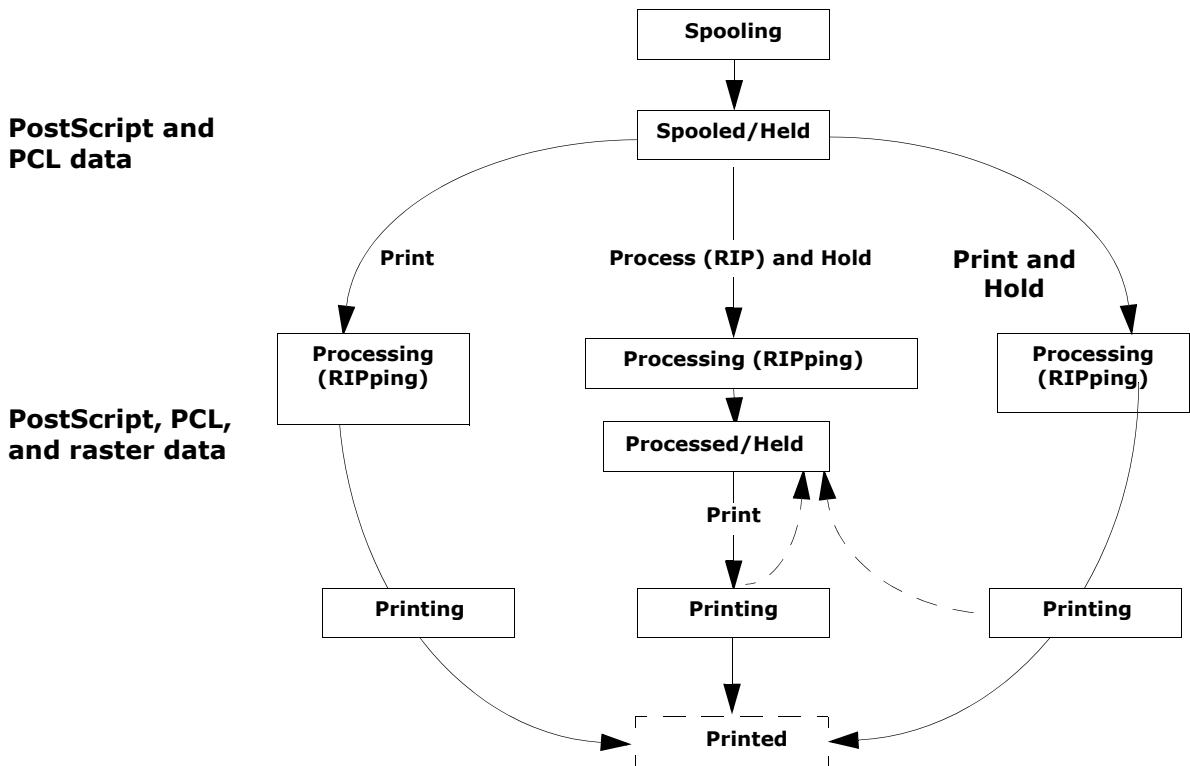 Spooling
PostScript and
PCL data
Spooled/Held
Print
Process (RIP) and Hold
Print and
Hold
Processing
(RIPping)
Processing (RIPping)
Processing
(RIPping)
PostScript, PCL,
and raster data
Processed/Held
Print
Printing
Printing
Printing
Printed